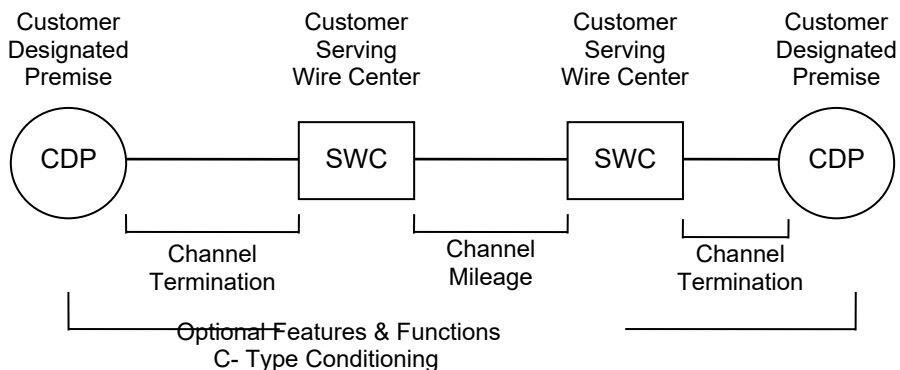 Customer
Designated
Premise
Customer
Serving
Wire Center
Customer
Serving
Wire Center
Customer
Designated
Premise
CDP
SWC
SWC
CDP
Channel
Termination
Channel
Mileage
Channel
Termination
Optional Features & Functions
C- Type Conditioning